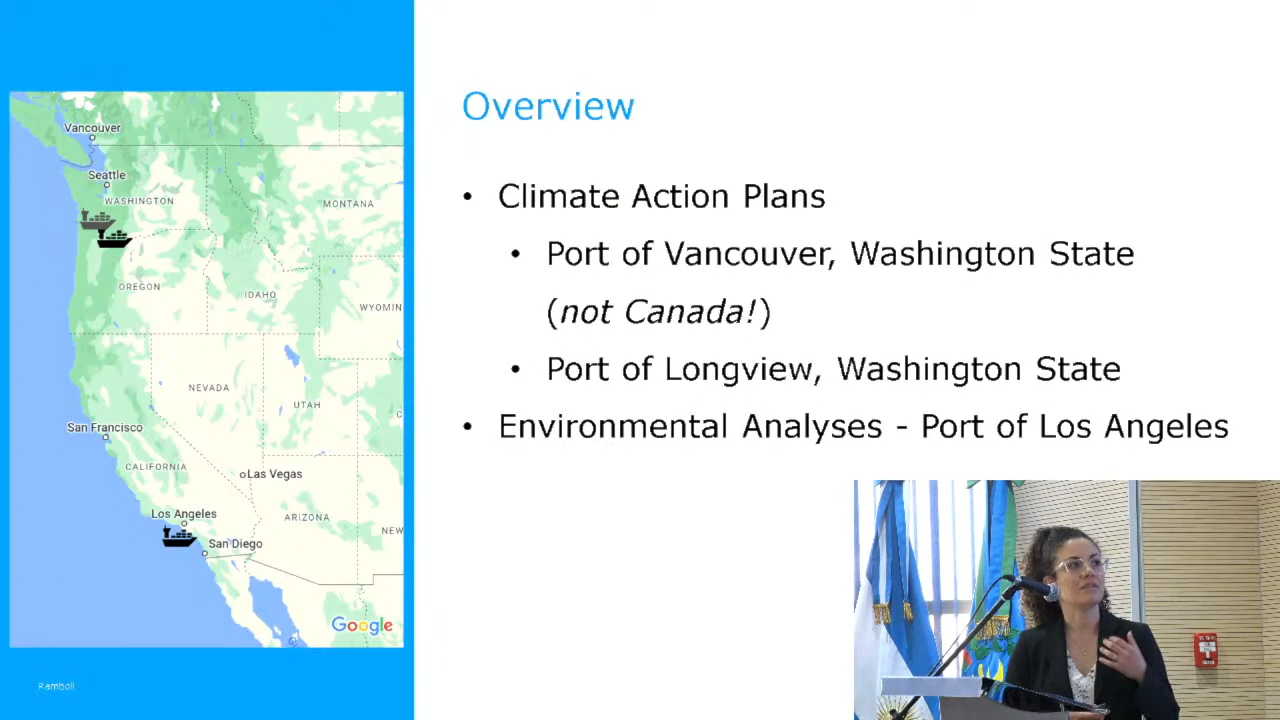 Overview
• Climate Action Plans
• Port of Vancouver, Washington State
(not Canada!)
• Port of Longview, Washington State
• Environmental Analyses - Port of Los Angeles
Vancouver
Seattle
WASHINGTON
MONTANA
OREGON
IDAHO
WYOMIN
NEVADA
UTAH
C
San Francisco
CALIFORNIA
Las Vegas
Los Angeles
ARIZONA
NEW
San Diego
Google
Ramboll